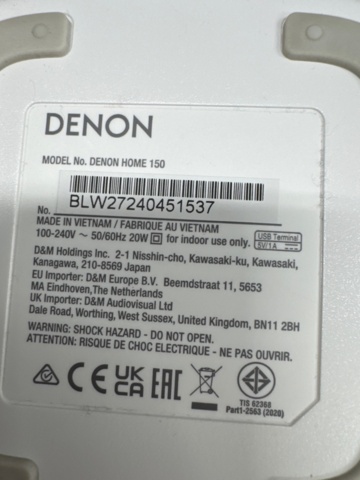 DENON
MODEL No. DENON HOME 150
No. BLW27240451537
MADE IN VIETNAM / FABRIQUE AU VIETNAM
100-240V ~ 50/60Hz 20W for indoor use only. USB Terminal 5V/1A
D&M Holdings Inc. 2-1 Nisshin-cho, Kawasaki-ku, Kawasaki,
Kanagawa, 210-8569 Japan
EU Importer: D&M Europe B.V. Beemdstraat 11, 5653
MA Eindhoven, The Netherlands
UK Importer: D&M Audiovisual Ltd
Dale Road, Worthing, West Sussex, United Kingdom, BN11 2BH
WARNING: SHOCK HAZARD - DO NOT OPEN.
ATTENTION: RISQUE DE CHOC ELECTRIQUE - NE PAS OUVRIR.
CE UK CA EAC
TIS 62368
Part1-2563 (2020)